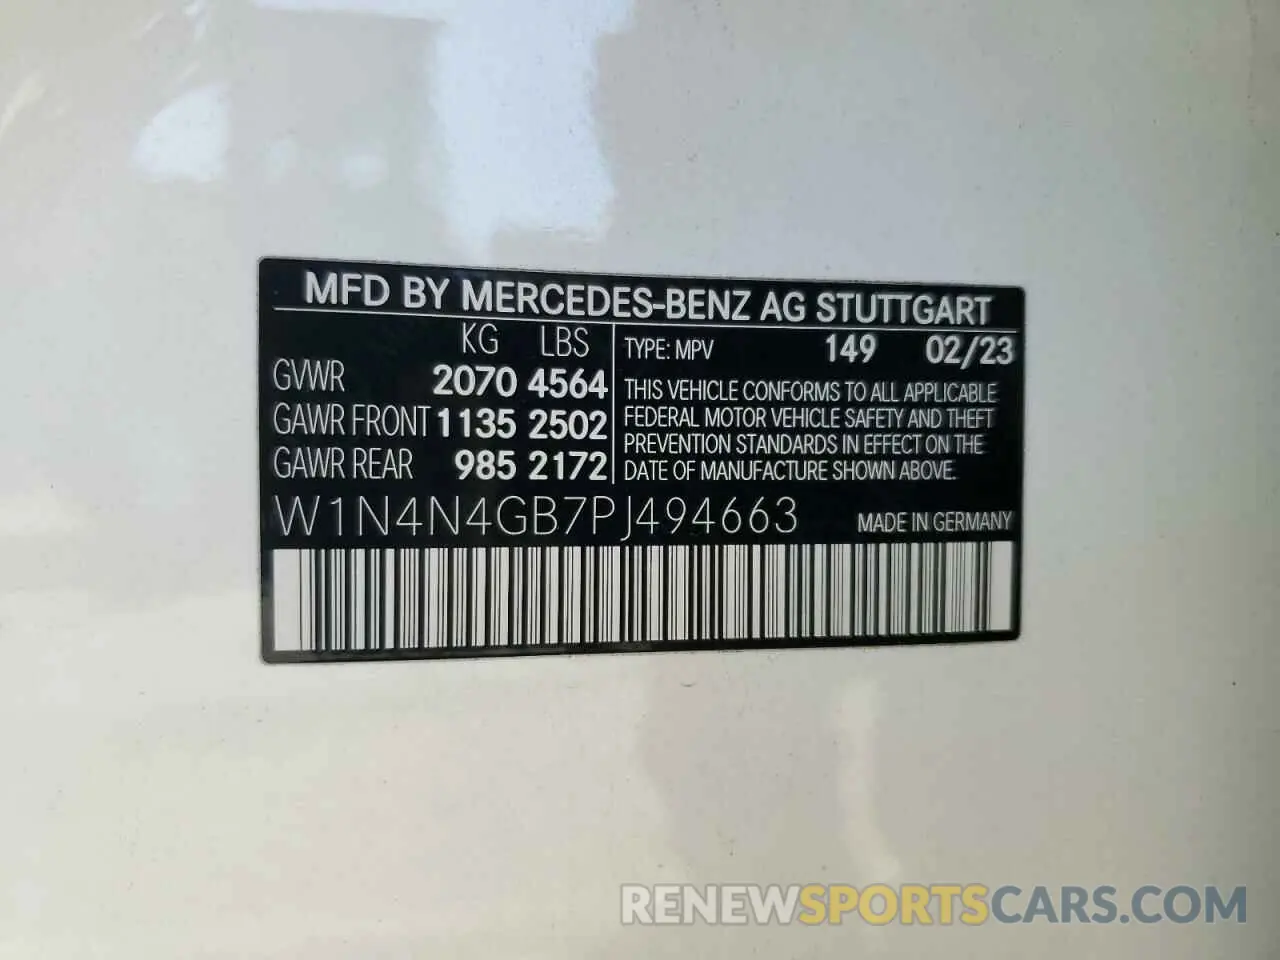 MFD BY MERCEDES-BENZ AG STUTTGART
KG LBS
GVWR 2070 4564
GAWR FRONT 1135 2502
GAWR REAR 985 2172
TYPE: MPV 149 02/23
THIS VEHICLE CONFORMS TO ALL APPLICABLE
FEDERAL MOTOR VEHICLE SAFETY AND THEFT
PREVENTION STANDARDS IN EFFECT ON THE
DATE OF MANUFACTURE SHOWN ABOVE.
W1N4N4GB7PJ494663
MADE IN GERMANY
RENEWSPORTSCARS.COM